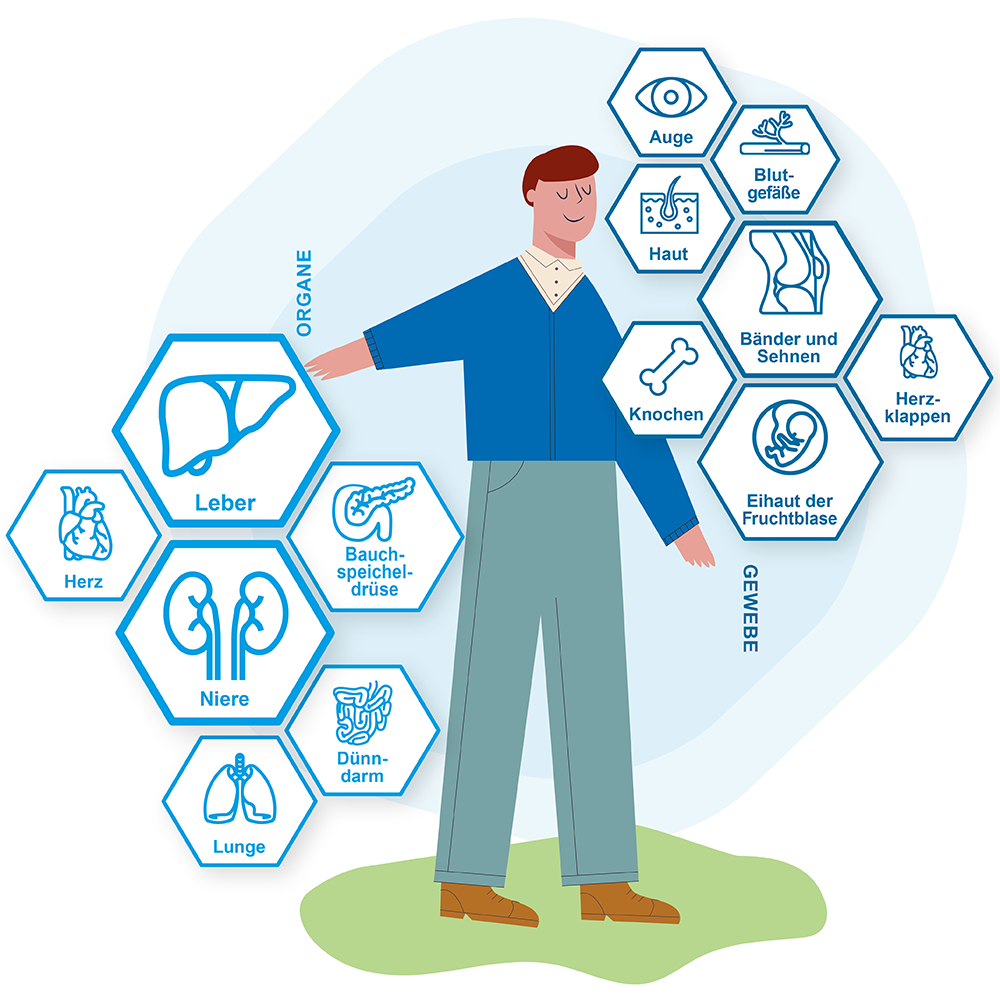 ORGANE
Leber
Herz
Bauch-
speichel-
drüse
Niere
Dünn-
darm
Lunge
Auge
Blut-
gefäße
Haut
Bänder und
Sehnen
Knochen
Herz-
klappen
Eihaut der
Fruchtblase
GEWEBE